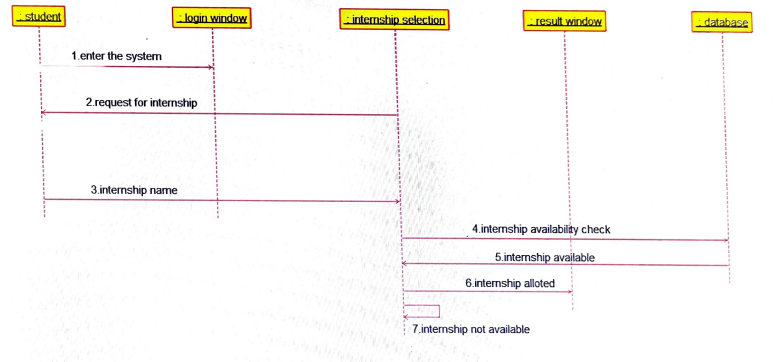 : student
: login window
: internship selection
: result window
: database
1.enter the system
2.request for internship
3.internship name
4.internship availability check
5.internship available
6.internship alloted
7.internship not available